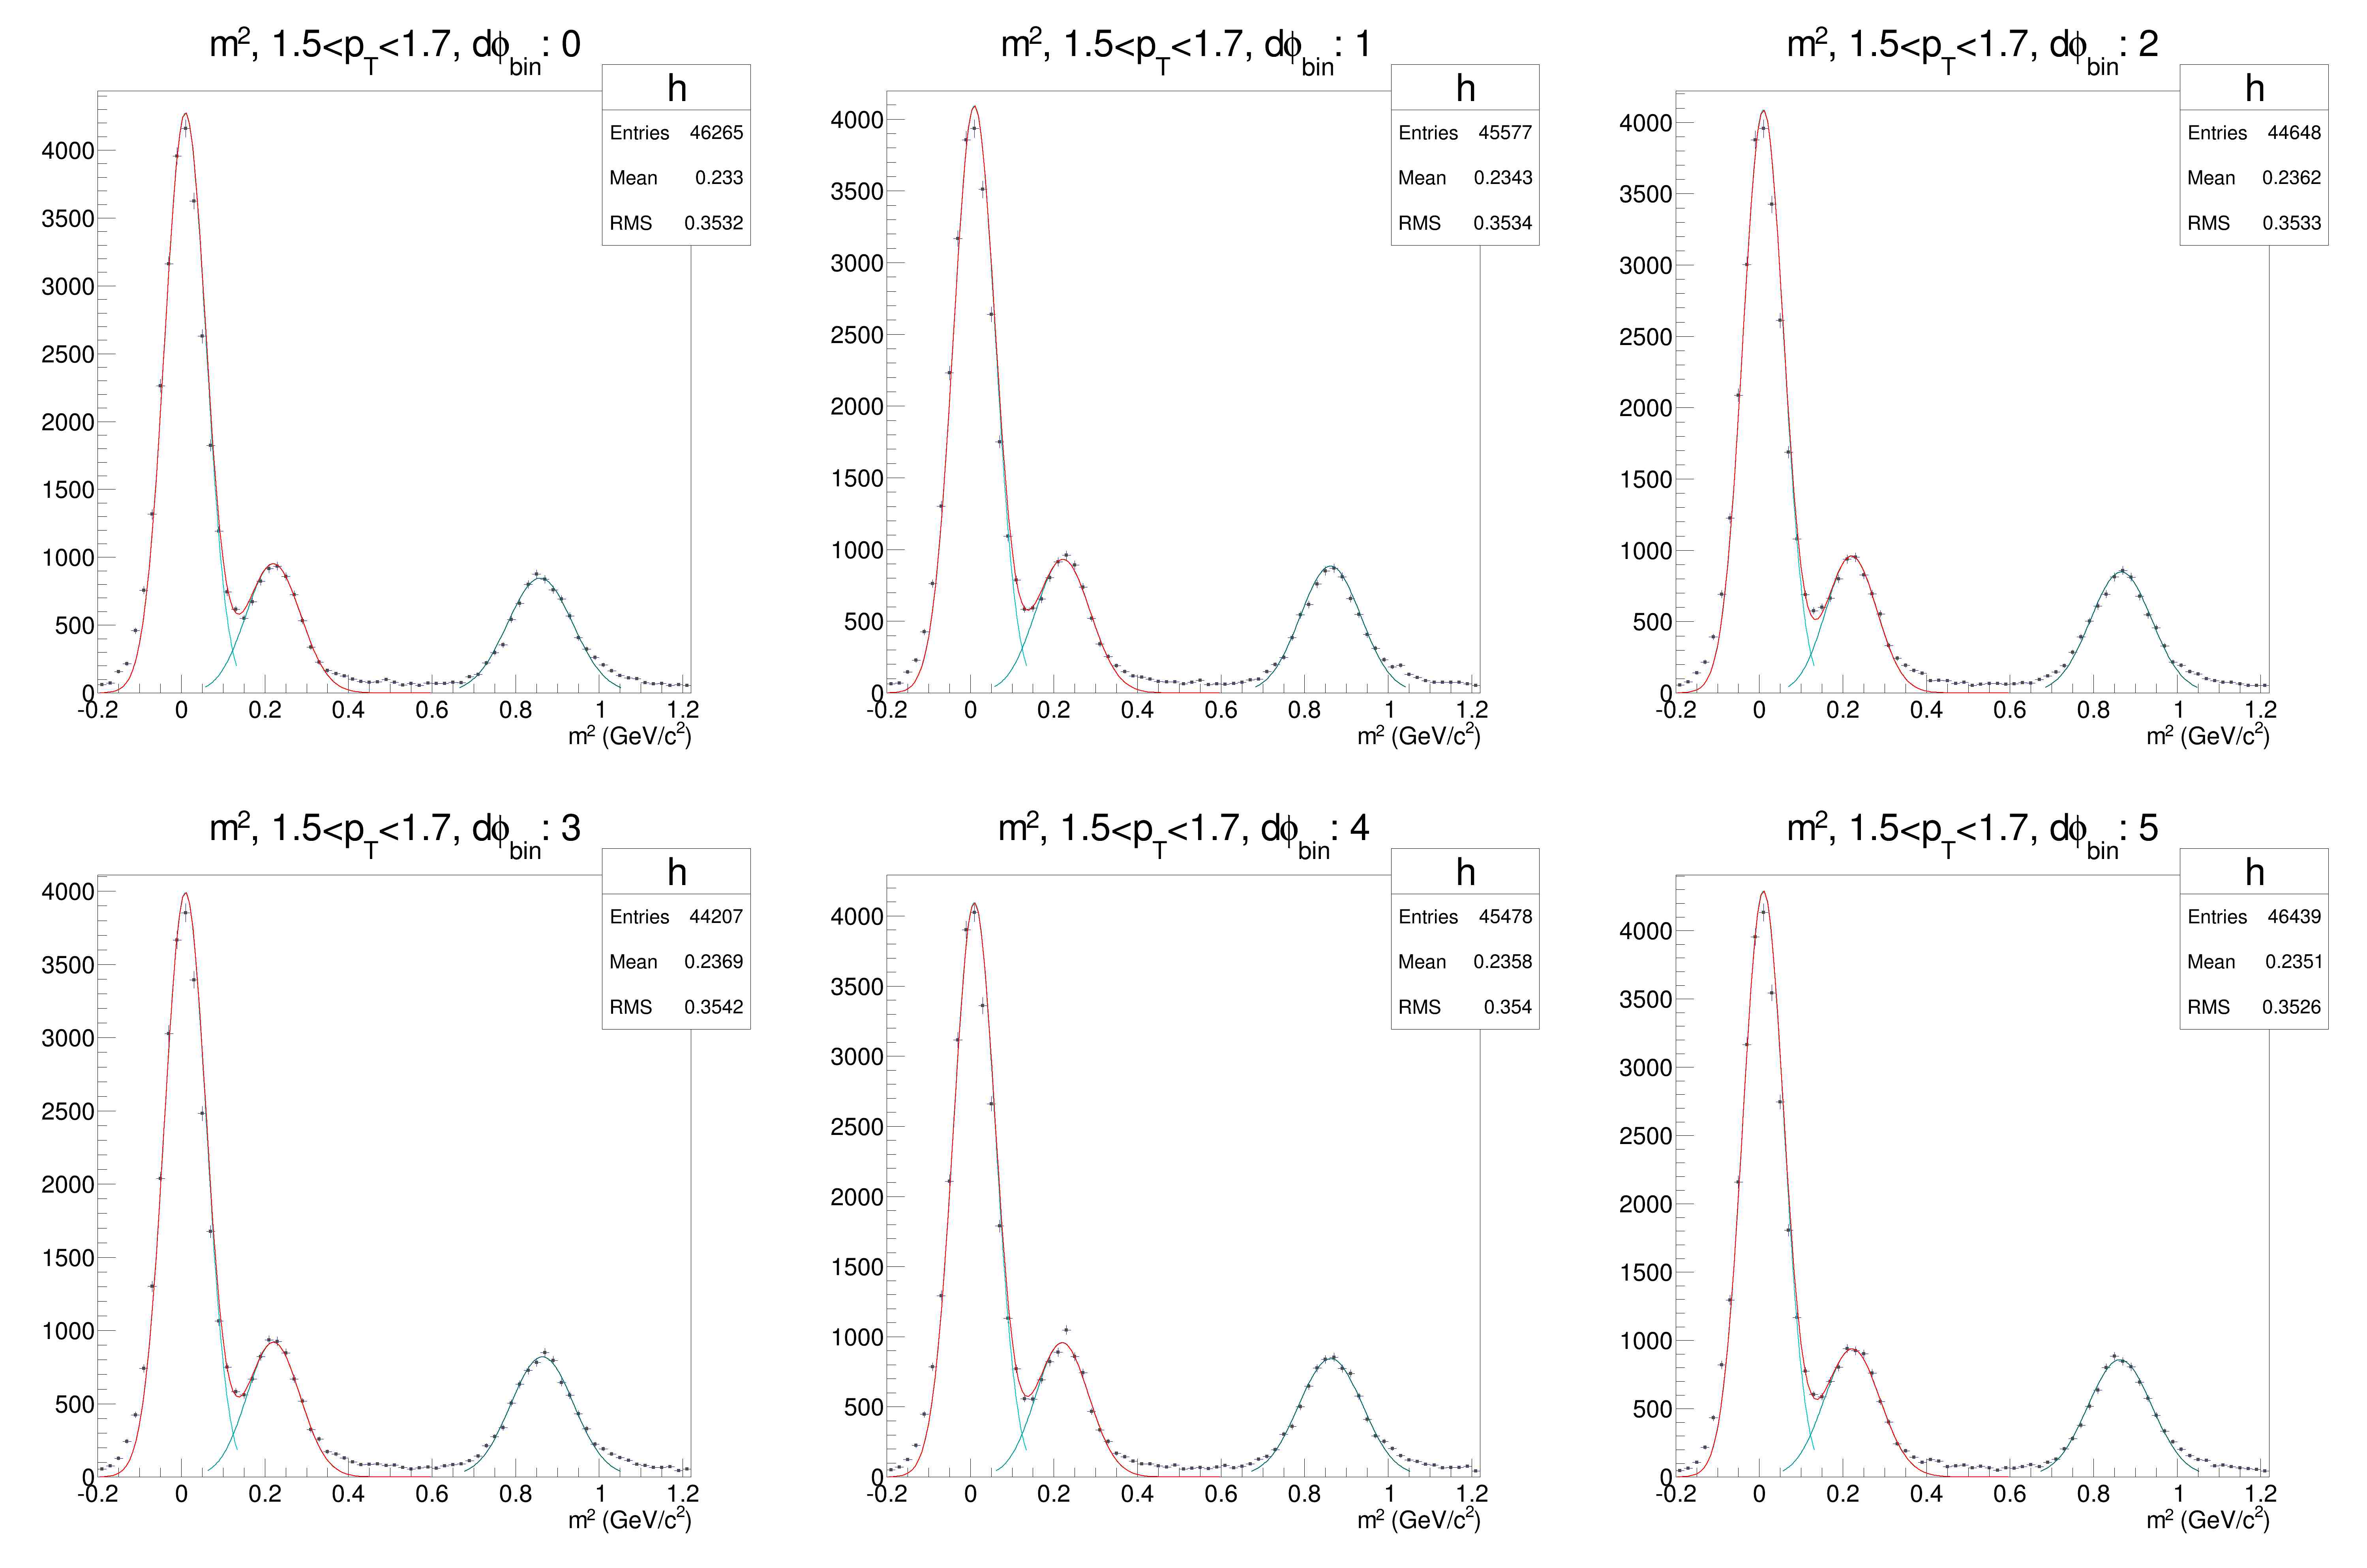 m², 1.5<p_T<1.7, dϕ_bin: 0
h
Entries 46265
Mean 0.233
RMS 0.3532
4000
3500
3000
2500
2000
1500
1000
500
0
-0.2 0 0.2 0.4 0.6 0.8 1 1.2
m² (GeV/c²)
m², 1.5<p_T<1.7, dϕ_bin: 1
h
Entries 45577
Mean 0.2343
RMS 0.3534
4000
3500
3000
2500
2000
1500
1000
500
0
-0.2 0 0.2 0.4 0.6 0.8 1 1.2
m² (GeV/c²)
m², 1.5<p_T<1.7, dϕ_bin: 2
h
Entries 44648
Mean 0.2362
RMS 0.3533
4000
3500
3000
2500
2000
1500
1000
500
0
-0.2 0 0.2 0.4 0.6 0.8 1 1.2
m² (GeV/c²)
m², 1.5<p_T<1.7, dϕ_bin: 3
h
Entries 44207
Mean 0.2369
RMS 0.3542
4000
3500
3000
2500
2000
1500
1000
500
0
-0.2 0 0.2 0.4 0.6 0.8 1 1.2
m² (GeV/c²)
m², 1.5<p_T<1.7, dϕ_bin: 4
h
Entries 45478
Mean 0.2358
RMS 0.354
4000
3500
3000
2500
2000
1500
1000
500
0
-0.2 0 0.2 0.4 0.6 0.8 1 1.2
m² (GeV/c²)
m², 1.5<p_T<1.7, dϕ_bin: 5
h
Entries 46439
Mean 0.2351
RMS 0.3526
4000
3500
3000
2500
2000
1500
1000
500
0
-0.2 0 0.2 0.4 0.6 0.8 1 1.2
m² (GeV/c²)